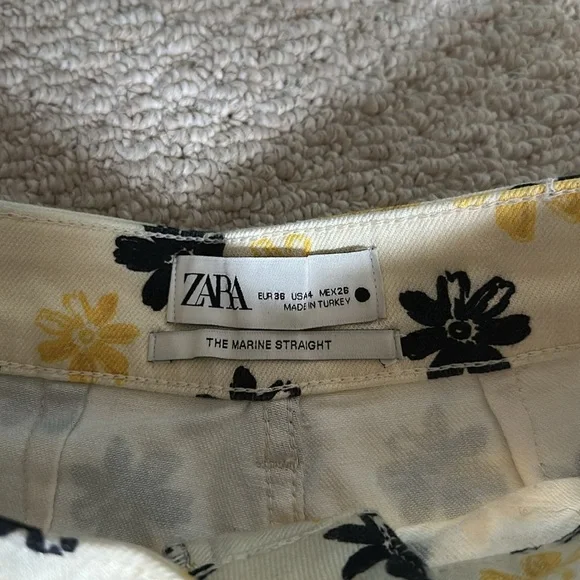 ZARA
EUR 36 USA 4 MEX 26
MADE IN TURKEY
THE MARINE STRAIGHT